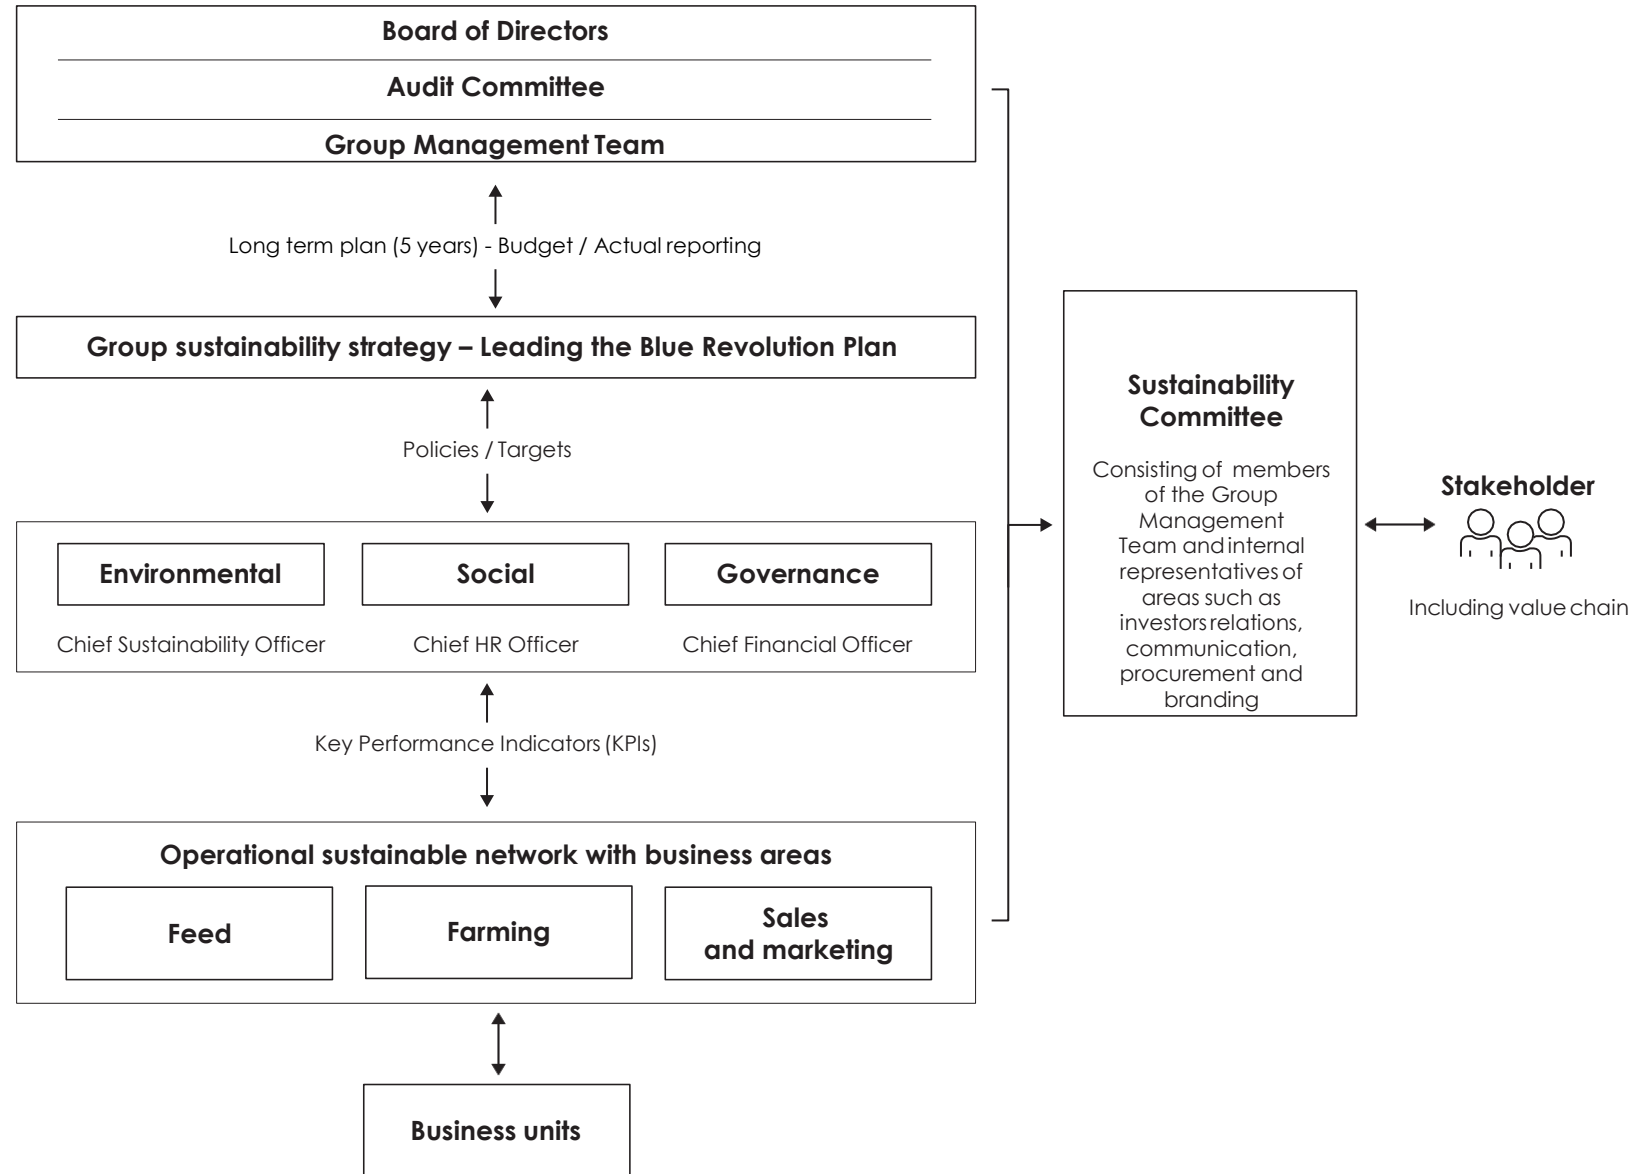 Board of Directors
Audit Committee
Group Management Team
Long term plan (5 years) - Budget / Actual reporting
Group sustainability strategy – Leading the Blue Revolution Plan
Policies / Targets
Environmental
Social
Governance
Chief Sustainability Officer
Chief HR Officer
Chief Financial Officer
Key Performance Indicators (KPIs)
Operational sustainable network with business areas
Feed
Farming
Sales
and marketing
Business units
Sustainability
Committee
Consisting of members
of the Group
Management
Team and internal
representatives of
areas such as
investors relations,
communication,
procurement and
branding
Stakeholder
Including value chain